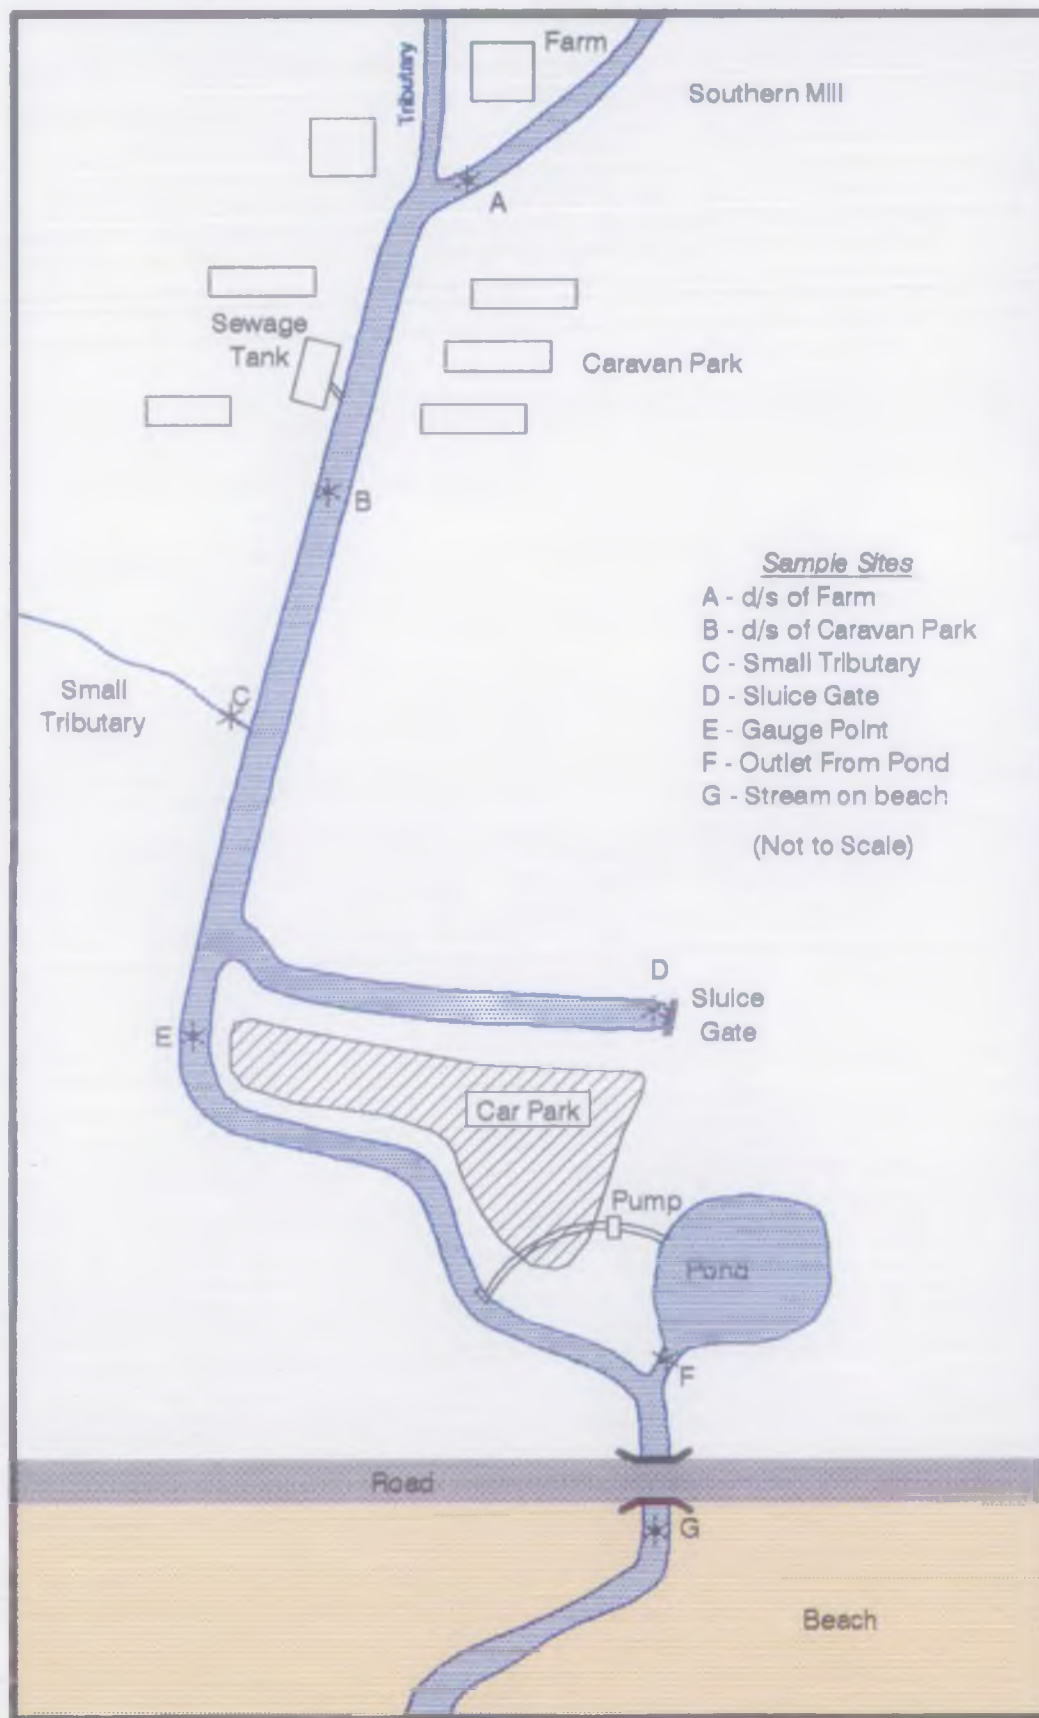 Tributary
Farm
Southern Mill
A
Sewage
Tank
Caravan Park
B
Sample Sites
A - d/s of Farm
B - d/s of Caravan Park
C - Small Tributary
D - Sluice Gate
E - Gauge Point
F - Outlet From Pond
G - Stream on beach
(Not to Scale)
Small
Tributary
C
D
Sluice
Gate
E
Car Park
Pump
Pond
F
Road
G
Beach